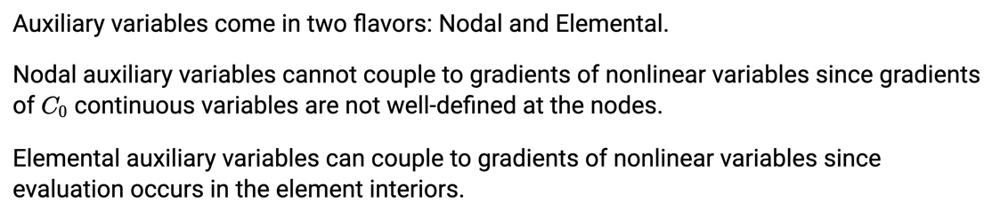 Auxiliary variables come in two flavors: Nodal and Elemental.
Nodal auxiliary variables cannot couple to gradients of nonlinear variables since gradients
of C₀ continuous variables are not well-defined at the nodes.
Elemental auxiliary variables can couple to gradients of nonlinear variables since
evaluation occurs in the element interiors.